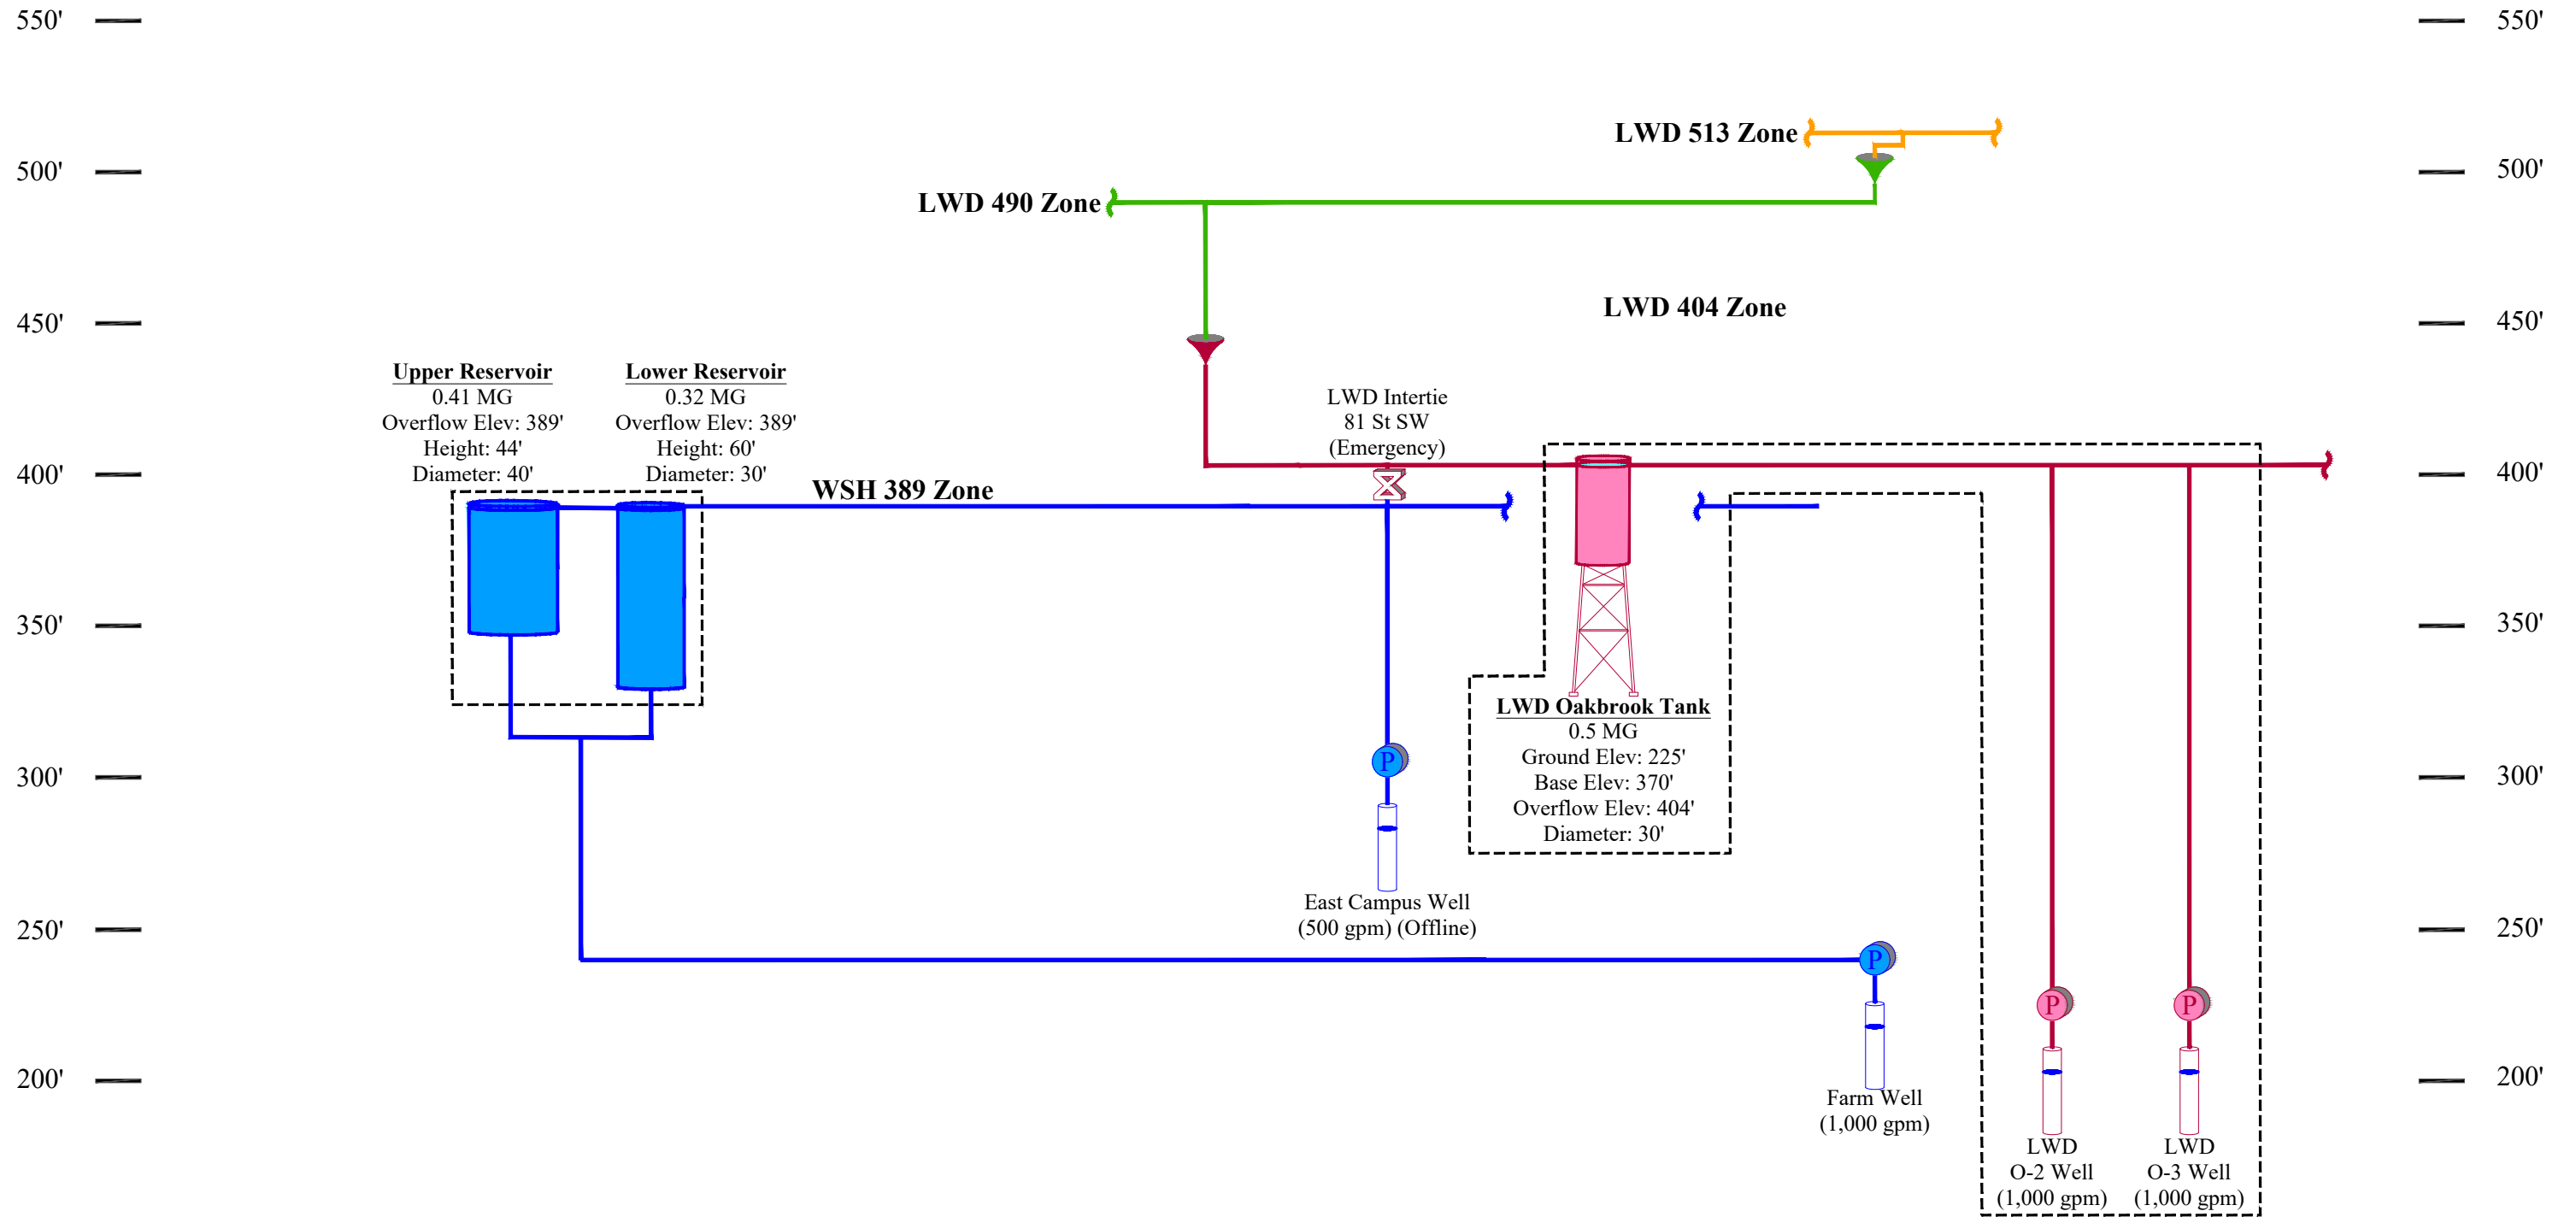 550'
550'
LWD 513 Zone
500'
500'
LWD 490 Zone
450'
LWD 404 Zone
450'
Upper Reservoir
0.41 MG
Overflow Elev: 389'
Height: 44'
Diameter: 40'
Lower Reservoir
0.32 MG
Overflow Elev: 389'
Height: 60'
Diameter: 30'
LWD Intertie
81 St SW
(Emergency)
400'
400'
WSH 389 Zone
350'
350'
LWD Oakbrook Tank
0.5 MG
Ground Elev: 225'
Base Elev: 370'
Overflow Elev: 404'
Diameter: 30'
300'
P
300'
East Campus Well
(500 gpm) (Offline)
250'
250'
P
P
P
200'
200'
Farm Well
(1,000 gpm)
LWD
O-2 Well
(1,000 gpm)
LWD
O-3 Well
(1,000 gpm)